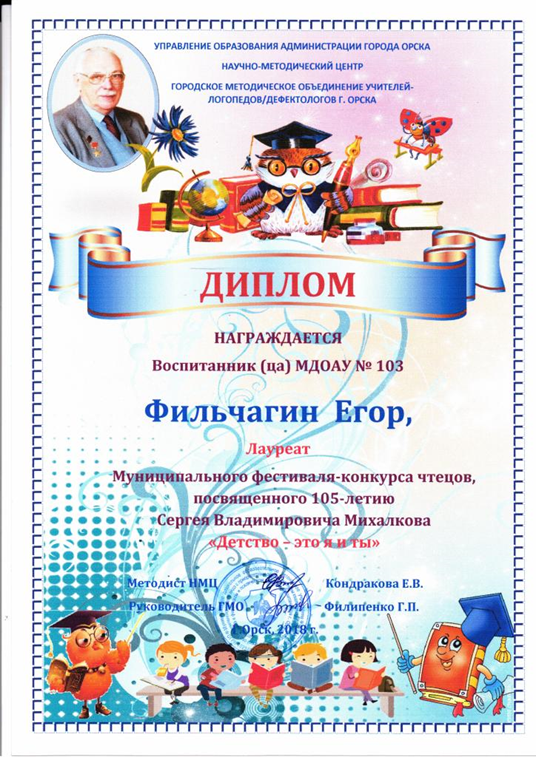 УПРАВЛЕНИЕ ОБРАЗОВАНИЯ АДМИНИСТРАЦИИ ГОРОДА ОРСКА
НАУЧНО-МЕТОДИЧЕСКИЙ ЦЕНТР
ГОРОДСКОЕ МЕТОДИЧЕСКОЕ ОБЪЕДИНЕНИЕ УЧИТЕЛЕЙ-
ЛОГОПЕДОВ/ДЕФЕКТОЛОГОВ Г. ОРСКА
ДИПЛОМ
НАГРАЖДАЕТСЯ
Воспитанник (ца) МДОАУ № 103
Фильчагин Егор,
Лауреат
Муниципального фестиваля-конкурса чтецов,
посвященного 105-летию
Сергея Владимировича Михалкова
«Детство – это я и ты»
Методист НМЦ Кондракова Е.В.
Руководитель ГМО Филипенко Г.П.
г.Орск, 2018 г.